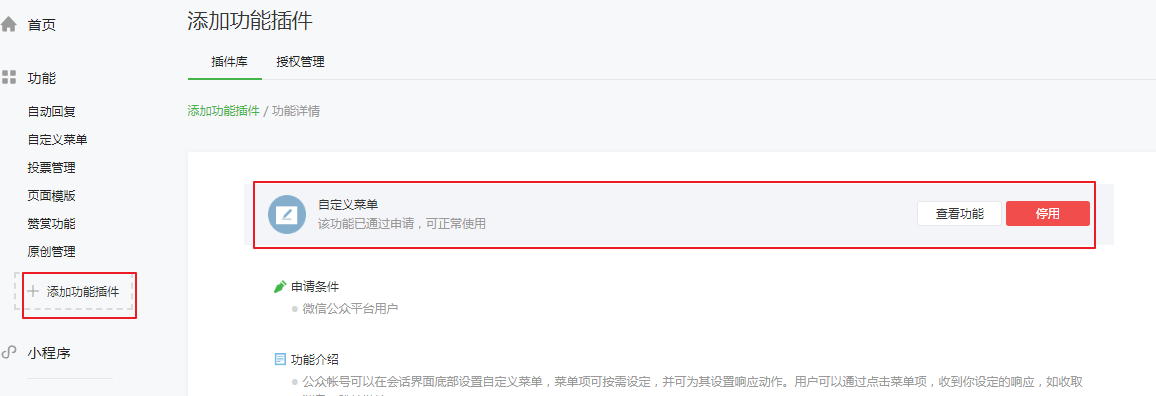 首页
功能
自动回复
自定义菜单
投票管理
页面模版
赞赏功能
原创管理
添加功能插件
小程序
添加功能插件
插件库 授权管理
添加功能插件 / 功能详情
自定义菜单
该功能已通过申请，可正常使用
查看功能 停用
申请条件
微信公众平台用户
功能介绍
公众帐号可以在会话界面底部设置自定义菜单，菜单项可按需设定，并可为其设置响应动作。用户可以通过点击菜单项，收到你设定的响应，如收取